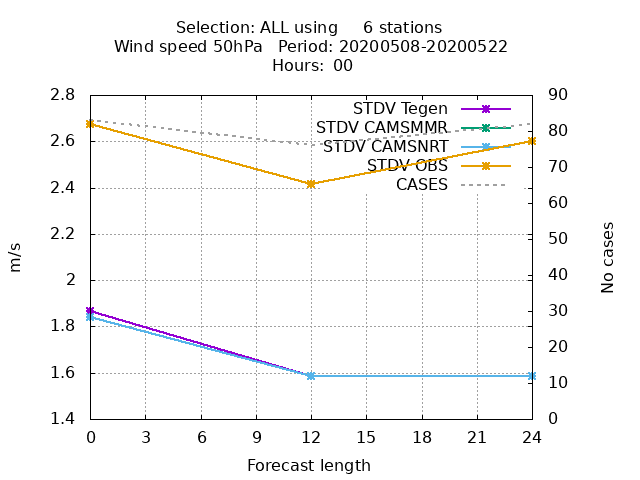 Selection: ALL using     6 stations
Wind speed 50hPa   Period: 20200508-20200522
Hours:  00
2.8
2.6
2.4
2.2
2
1.8
1.6
1.4
90
80
70
60
50
40
30
20
10
0
m/s
No cases
STDV Tegen
STDV CAMSMMR
STDV CAMSNRT
STDV OBS
CASES
0 3 6 9 12 15 18 21 24
Forecast length